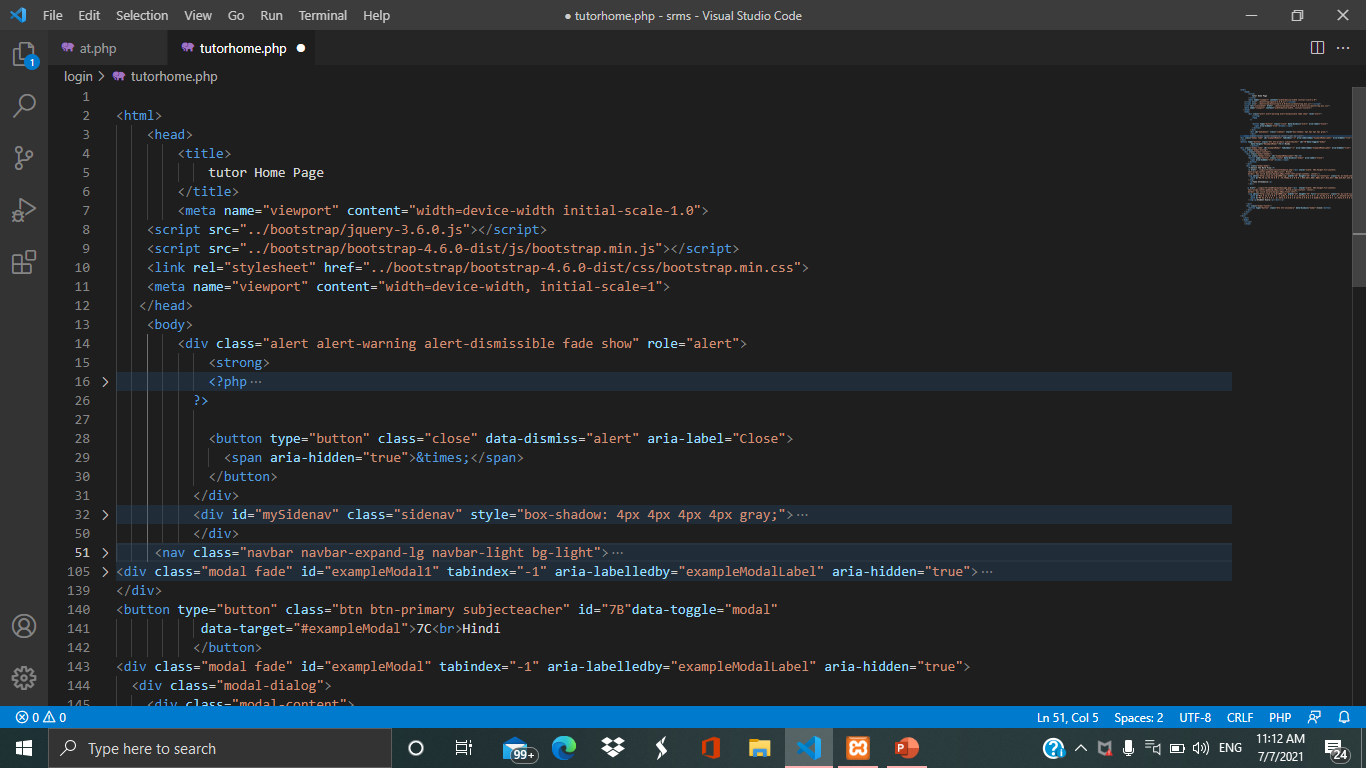 File Edit Selection View Go Run Terminal Help ● tutorhome.php - srms - Visual Studio Code
at.php tutorhome.php
login > tutorhome.php
1
2 <html>
3 <head>
4 <title>
5 tutor Home Page
6 </title>
7 <meta name="viewport" content="width=device-width initial-scale-1.0">
8 <script src="../bootstrap/jquery-3.6.0.js"></script>
9 <script src="../bootstrap/bootstrap-4.6.0-dist/js/bootstrap.min.js"></script>
10 <link rel="stylesheet" href="../bootstrap/bootstrap-4.6.0-dist/css/bootstrap.min.css">
11 <meta name="viewport" content="width=device-width, initial-scale=1">
12 </head>
13 <body>
14 <div class="alert alert-warning alert-dismissible fade show" role="alert">
15 <strong>
16 <?php ···
26 ?>
27
28 <button type="button" class="close" data-dismiss="alert" aria-label="Close">
29 <span aria-hidden="true">&times;</span>
30 </button>
31 </div>
32 <div id="mySidenav" class="sidenav" style="box-shadow: 4px 4px 4px 4px gray;"> ···
50 </div>
51 <nav class="navbar navbar-expand-lg navbar-light bg-light"> ···
105 <div class="modal fade" id="exampleModal1" tabindex="-1" aria-labelledby="exampleModalLabel" aria-hidden="true"> ···
139 </div>
140 <button type="button" class="btn btn-primary subjecteacher" id="7B"data-toggle="modal"
141 data-target="#exampleModal">7C<br>Hindi
142 </button>
143 <div class="modal fade" id="exampleModal" tabindex="-1" aria-labelledby="exampleModalLabel" aria-hidden="true">
144 <div class="modal-dialog">
145 <div class="modal-content">
1
0 0 Ln 51, Col 5 Spaces: 2 UTF-8 CRLF PHP
Type here to search 99+ ENG 11:12 AM
7/7/2021 24